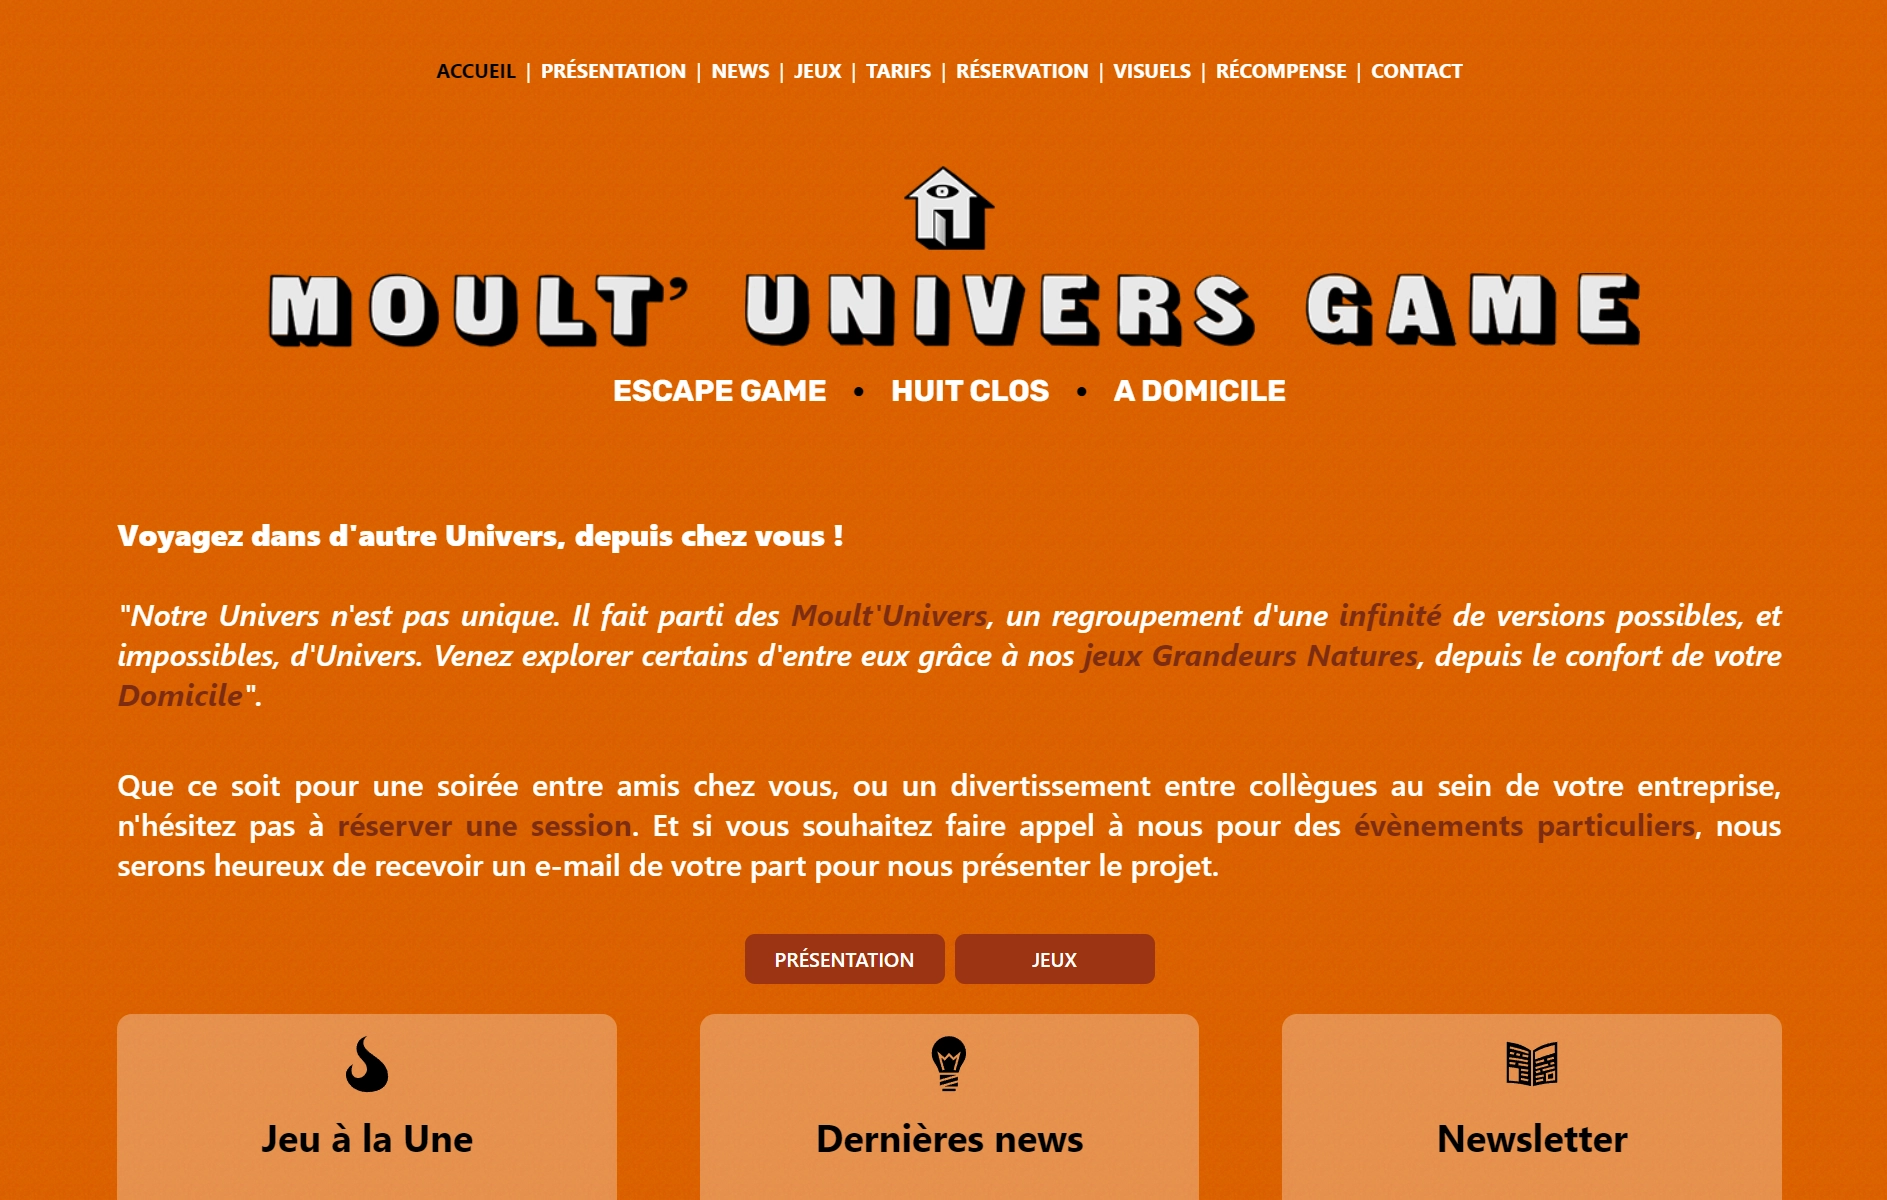 ACCUEIL | PRÉSENTATION | NEWS | JEUX | TARIFS | RÉSERVATION | VISUELS | RÉCOMPENSE | CONTACT
MOULT' UNIVERS GAME
ESCAPE GAME • HUIT CLOS • A DOMICILE
Voyagez dans d'autre Univers, depuis chez vous !
"Notre Univers n'est pas unique. Il fait parti des Moult'Univers, un regroupement d'une infinité de versions possibles, et
impossibles, d'Univers. Venez explorer certains d'entre eux grâce à nos jeux Grandeurs Natures, depuis le confort de votre
Domicile".
Que ce soit pour une soirée entre amis chez vous, ou un divertissement entre collègues au sein de votre entreprise,
n'hésitez pas à réserver une session. Et si vous souhaitez faire appel à nous pour des évènements particuliers, nous
serons heureux de recevoir un e-mail de votre part pour nous présenter le projet.
PRÉSENTATION JEUX
Jeu à la Une
Dernières news
Newsletter